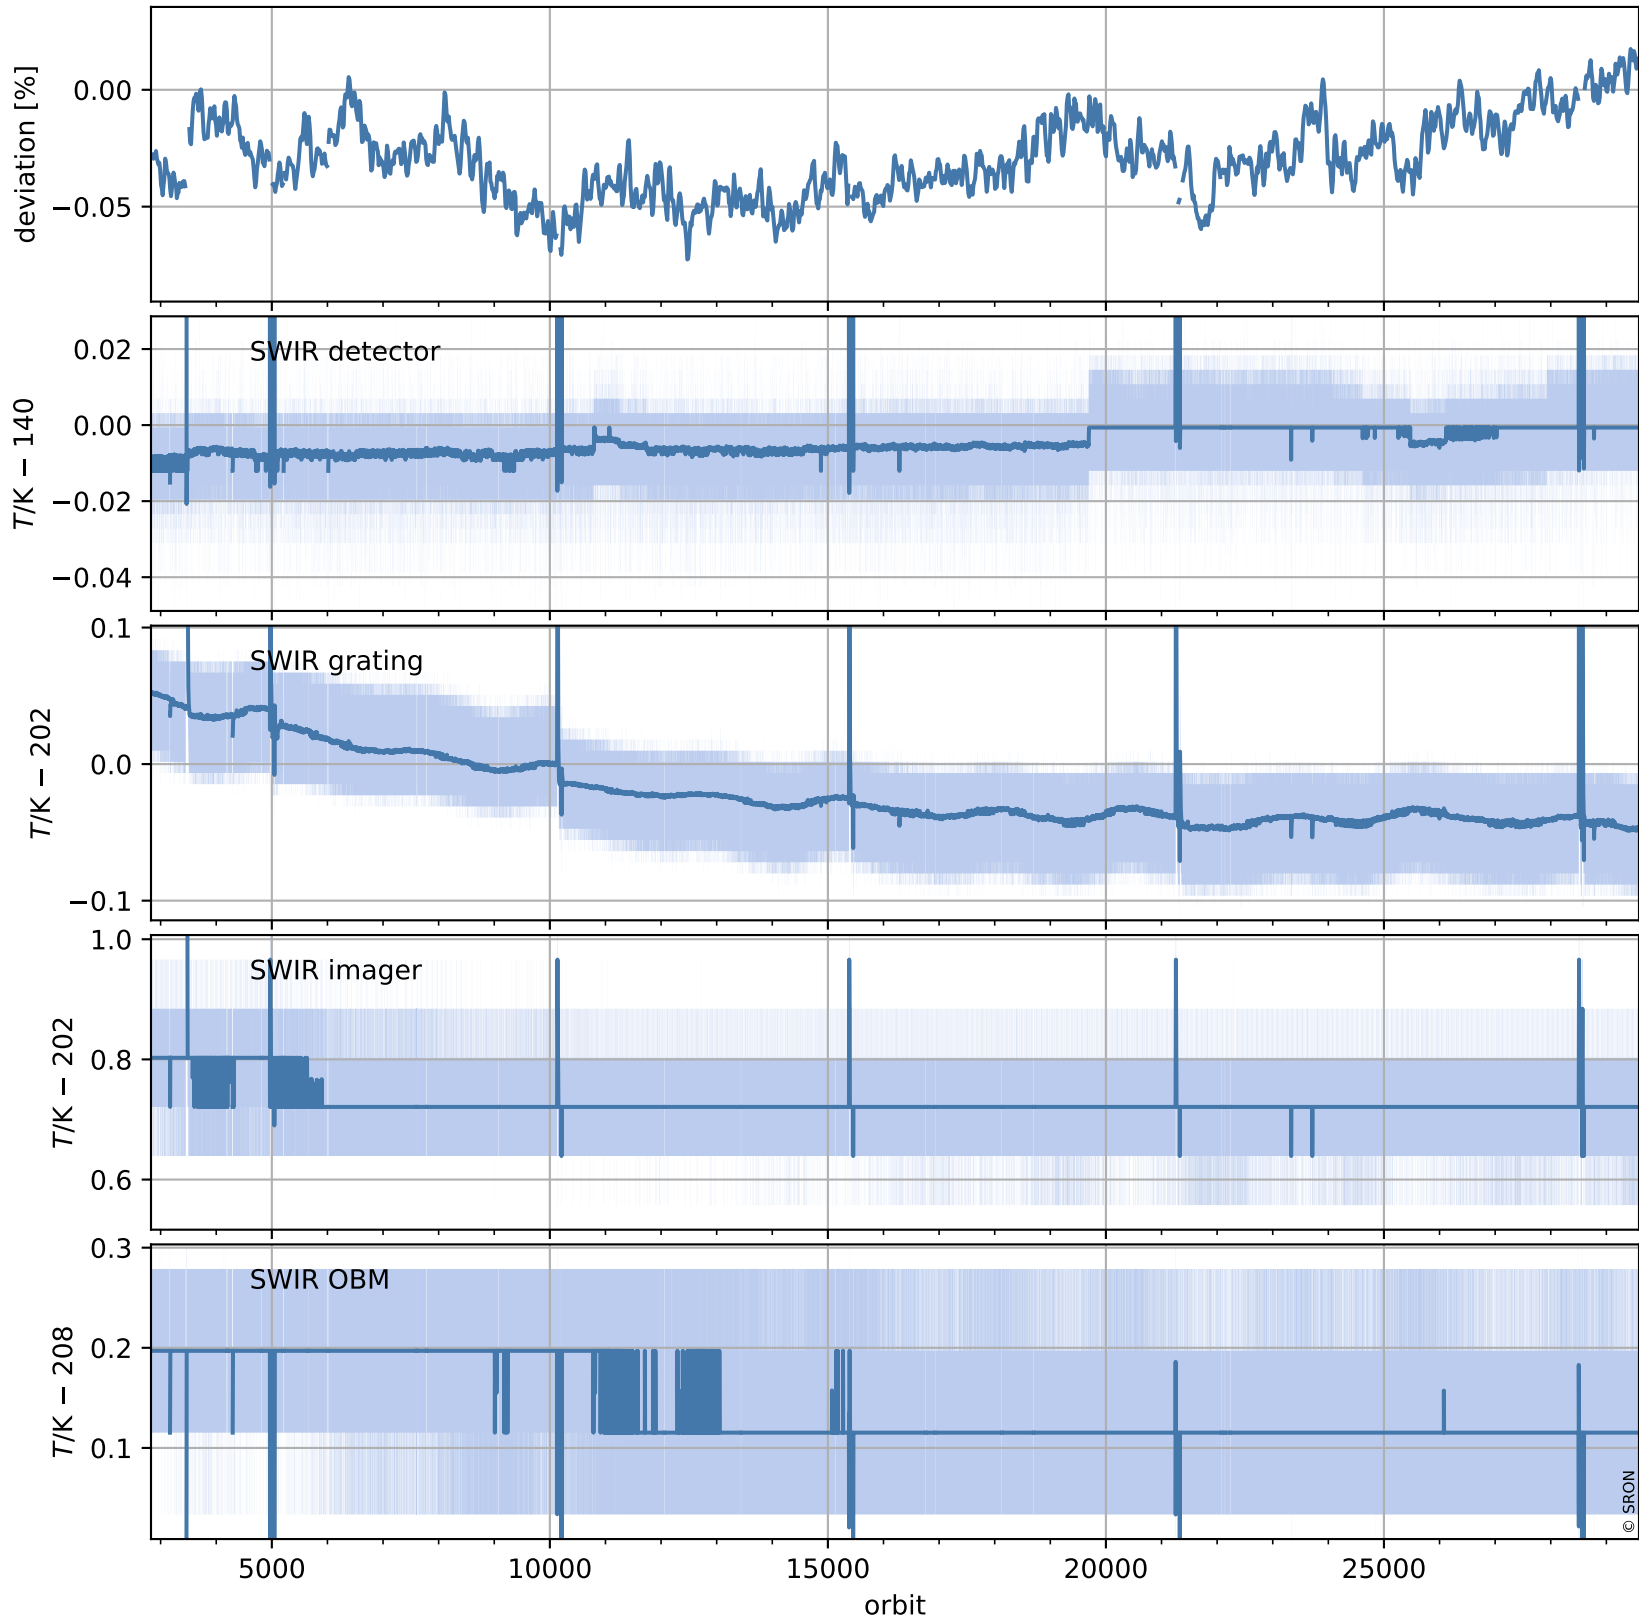 deviation [%]
0.00
−0.05
SWIR detector
T/K − 140
0.02
0.00
−0.02
−0.04
SWIR grating
T/K − 202
0.1
0.0
−0.1
SWIR imager
T/K − 202
1.0
0.8
0.6
SWIR OBM
T/K − 208
0.3
0.2
0.1
© SRON
5000 10000 15000 20000 25000
orbit